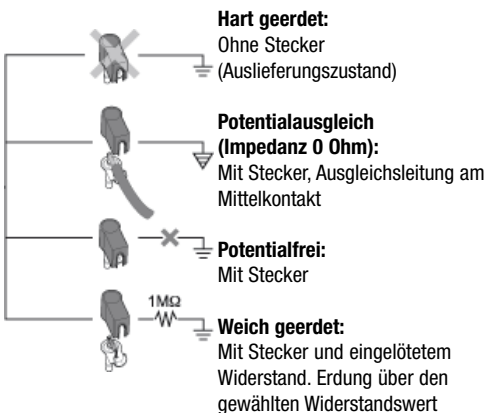 Hart geerdet:
Ohne Stecker
(Auslieferungszustand)
Potentialausgleich
(Impedanz 0 Ohm):
Mit Stecker, Ausgleichsleitung am
Mittelkontakt
Potentialfrei:
Mit Stecker
1MΩ
Weich geerdet:
Mit Stecker und eingelötetem
Widerstand. Erdung über den
gewählten Widerstandswert